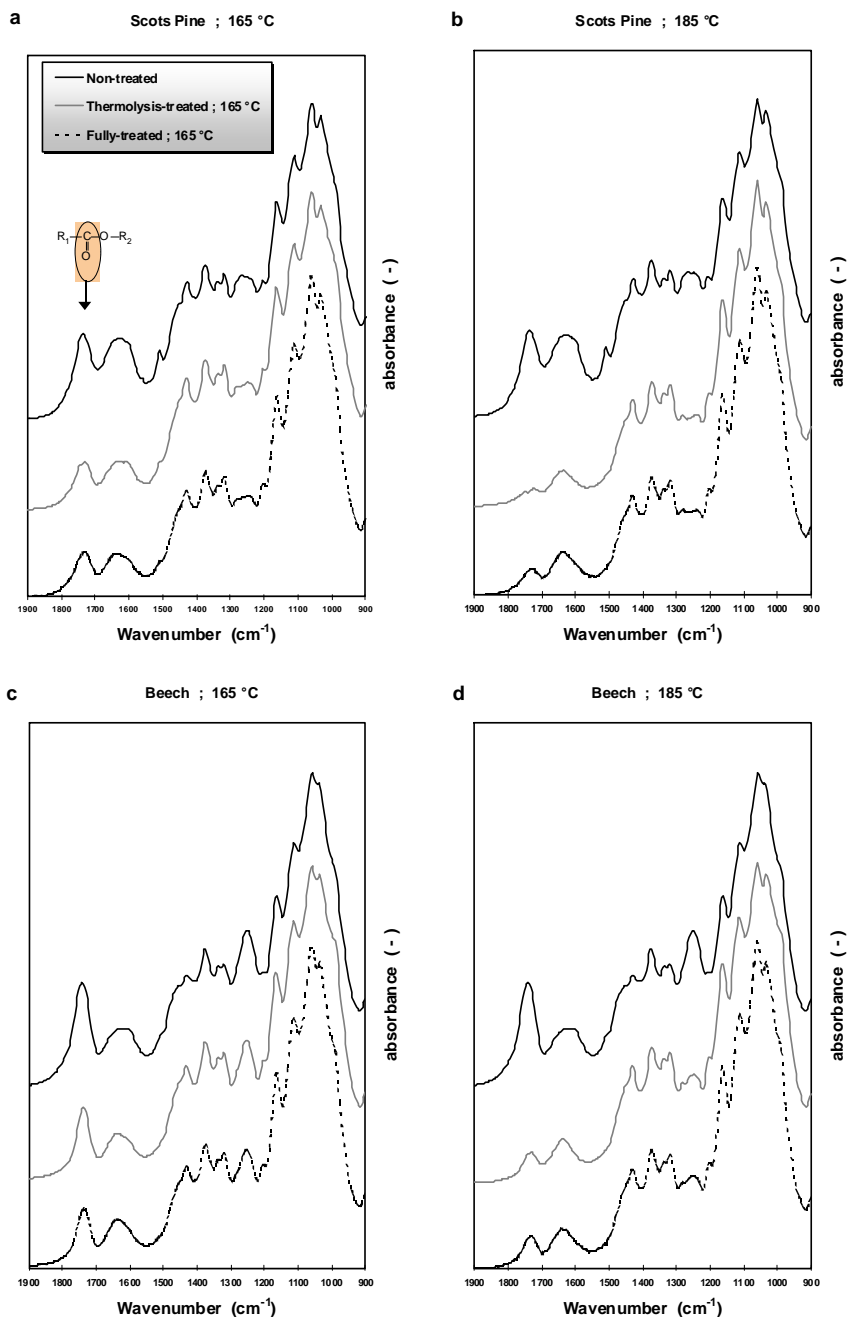 a
Scots Pine ; 165 °C
Non-treated
Thermolysis-treated ; 165 °C
Fully-treated ; 165 °C
R1 C O R2
O
absorbance (-)
1900 1800 1700 1600 1500 1400 1300 1200 1100 1000 900
Wavenumber (cm-1)
b
Scots Pine ; 185 °C
absorbance (-)
1900 1800 1700 1600 1500 1400 1300 1200 1100 1000 900
Wavenumber (cm-1)
c
Beech ; 165 °C
absorbance (-)
1900 1800 1700 1600 1500 1400 1300 1200 1100 1000 900
Wavenumber (cm-1)
d
Beech ; 185 °C
absorbance (-)
1900 1800 1700 1600 1500 1400 1300 1200 1100 1000 900
Wavenumber (cm-1)